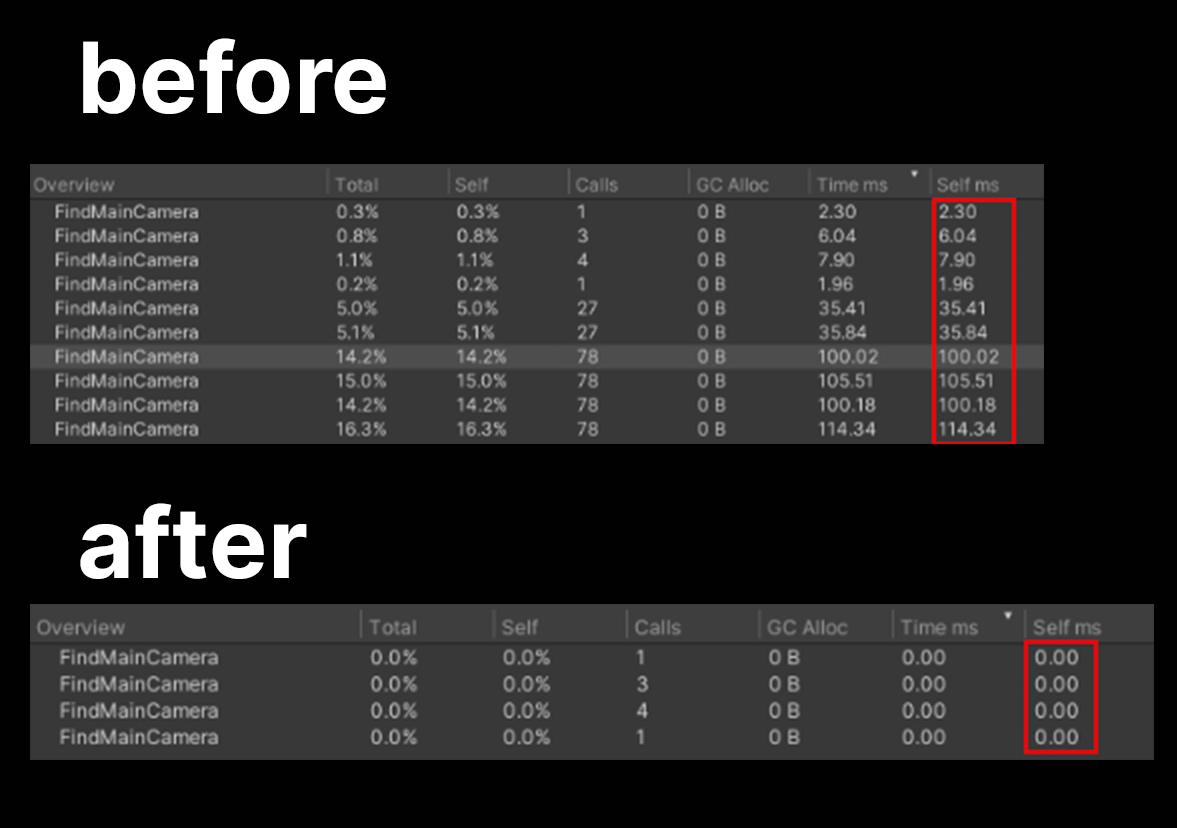 before
Overview Total Self Calls GC Alloc Time ms Self ms
FindMainCamera 0.3% 0.3% 1 0 B 2.30 2.30
FindMainCamera 0.8% 0.8% 3 0 B 6.04 6.04
FindMainCamera 1.1% 1.1% 4 0 B 7.90 7.90
FindMainCamera 0.2% 0.2% 1 0 B 1.96 1.96
FindMainCamera 5.0% 5.0% 27 0 B 35.41 35.41
FindMainCamera 5.1% 5.1% 27 0 B 35.84 35.84
FindMainCamera 14.2% 14.2% 78 0 B 100.02 100.02
FindMainCamera 15.0% 15.0% 78 0 B 105.51 105.51
FindMainCamera 14.2% 14.2% 78 0 B 100.18 100.18
FindMainCamera 16.3% 16.3% 78 0 B 114.34 114.34
after
Overview Total Self Calls GC Alloc Time ms Self ms
FindMainCamera 0.0% 0.0% 1 0 B 0.00 0.00
FindMainCamera 0.0% 0.0% 3 0 B 0.00 0.00
FindMainCamera 0.0% 0.0% 4 0 B 0.00 0.00
FindMainCamera 0.0% 0.0% 1 0 B 0.00 0.00